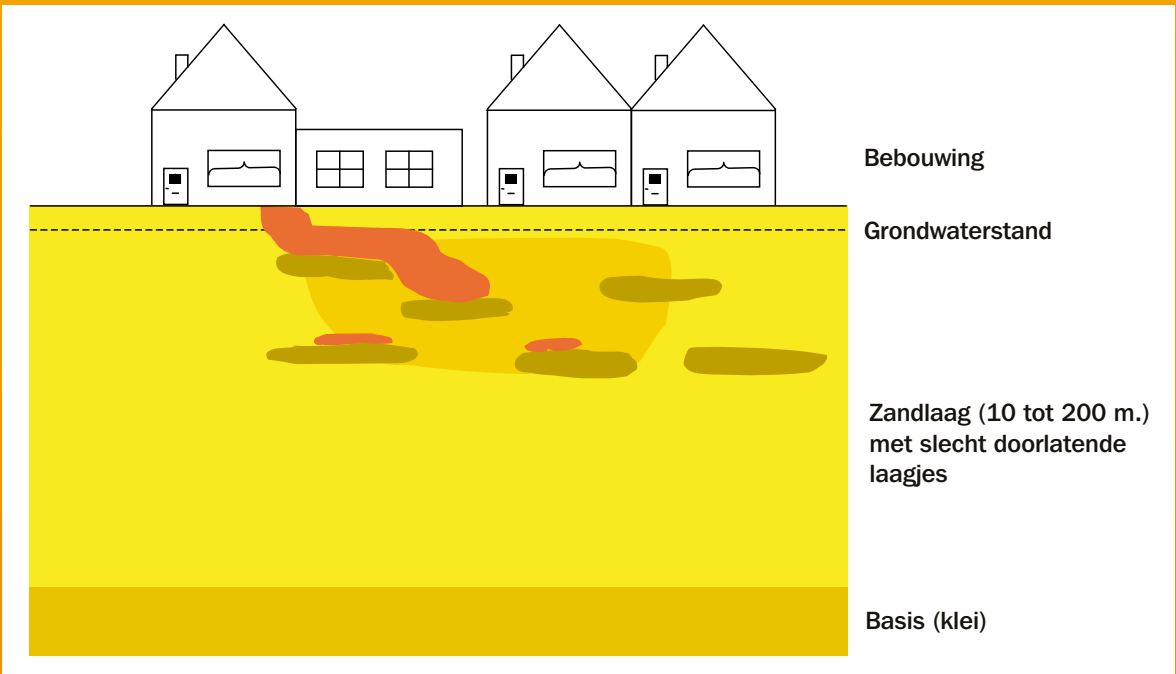 Bebouwing
Grondwaterstand
Zandlaag (10 tot 200 m.)
met slecht doorlatende
laagjes
Basis (klei)